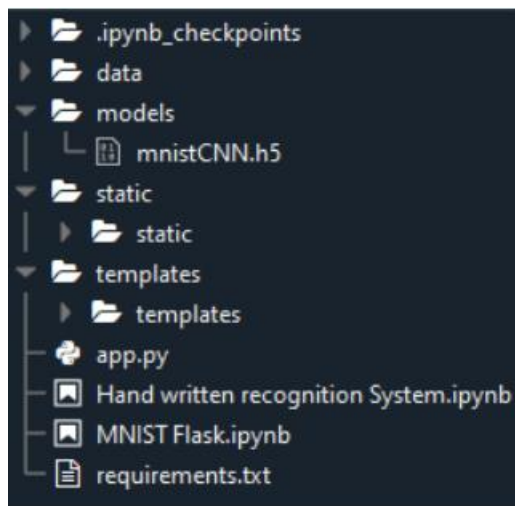 .ipynb_checkpoints
data
models
mnistCNN.h5
static
static
templates
templates
app.py
Hand written recognition System.ipynb
MNIST Flask.ipynb
requirements.txt